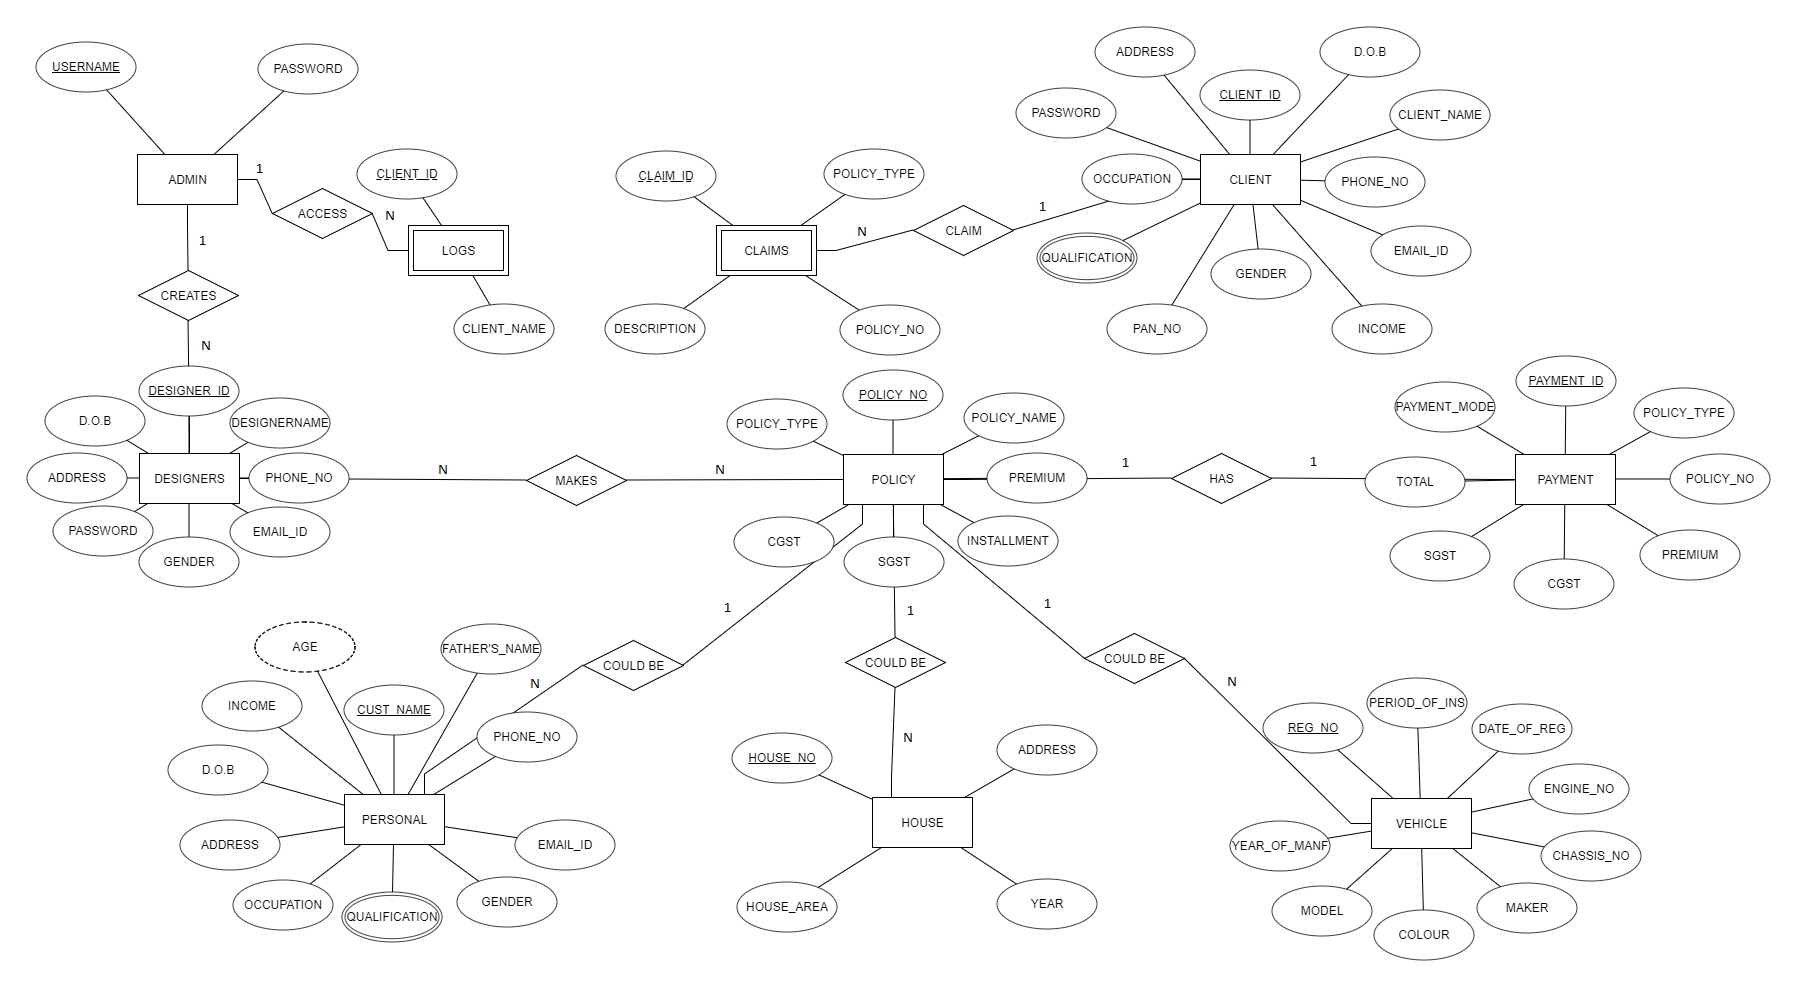 USERNAME
PASSWORD
ADMIN
1
ACCESS
N
CLIENT_ID
LOGS
CLIENT_NAME
1
CREATES
N
CLAIM_ID
POLICY_TYPE
CLAIMS
DESCRIPTION
POLICY_NO
N
CLAIM
1
ADDRESS
D.O.B
CLIENT_ID
PASSWORD
CLIENT_NAME
OCCUPATION
CLIENT
PHONE_NO
QUALIFICATION
GENDER
EMAIL_ID
PAN_NO
INCOME
DESIGNER_ID
D.O.B
DESIGNERNAME
ADDRESS
DESIGNERS
PHONE_NO
PASSWORD
EMAIL_ID
GENDER
N
MAKES
N
POLICY_NO
POLICY_TYPE
POLICY_NAME
POLICY
PREMIUM
CGST
SGST
INSTALLMENT
1
HAS
1
PAYMENT_ID
PAYMENT_MODE
POLICY_TYPE
TOTAL
PAYMENT
POLICY_NO
SGST
CGST
PREMIUM
1
COULD BE
N
1
COULD BE
N
1
COULD BE
N
AGE
FATHER'S_NAME
INCOME
CUST_NAME
PHONE_NO
D.O.B
PERSONAL
ADDRESS
EMAIL_ID
OCCUPATION
QUALIFICATION
GENDER
HOUSE_NO
ADDRESS
HOUSE
HOUSE_AREA
YEAR
PERIOD_OF_INS
REG_NO
DATE_OF_REG
ENGINE_NO
VEHICLE
YEAR_OF_MANF
CHASSIS_NO
MODEL
MAKER
COLOUR